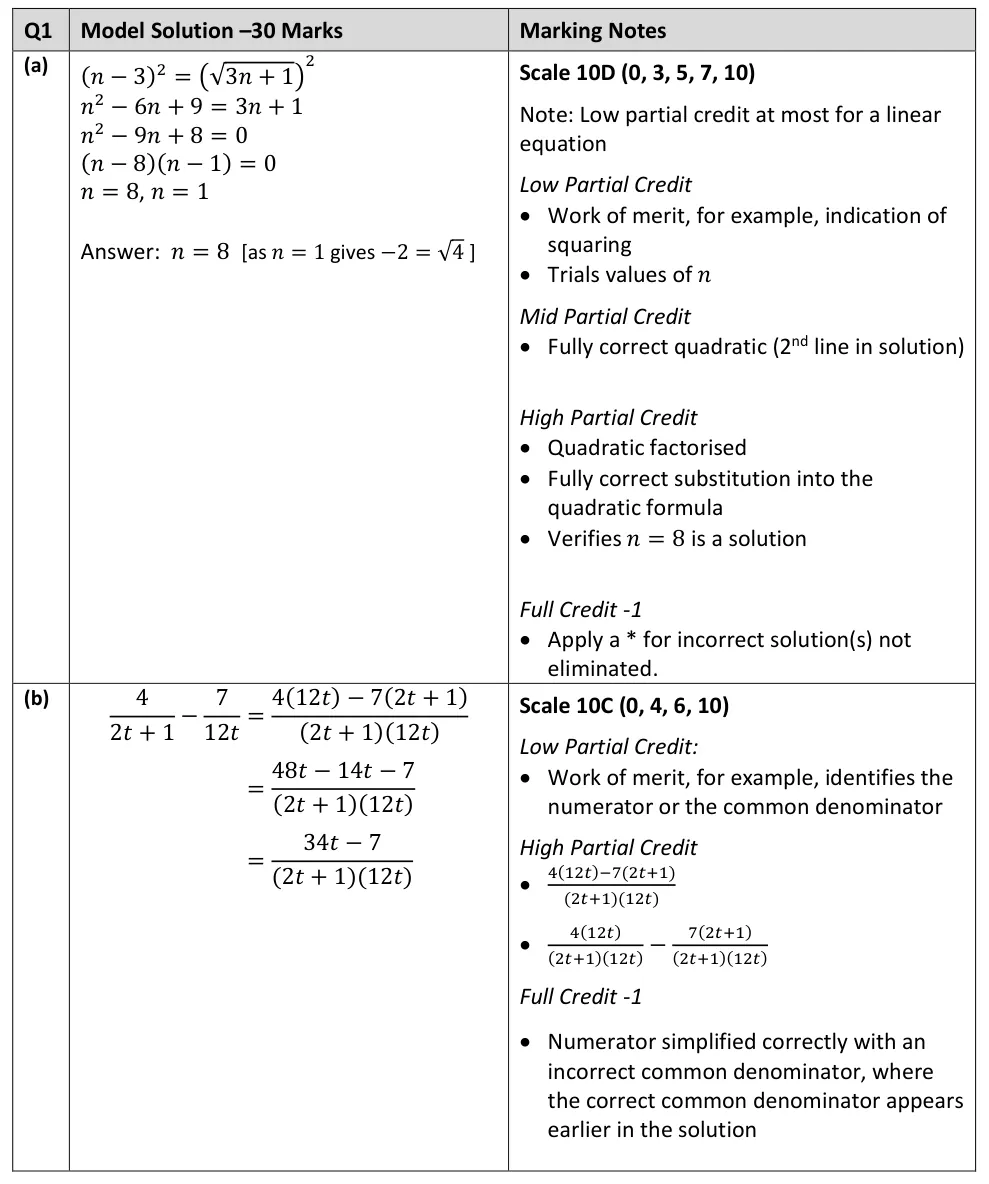 Q1 Model Solution –30 Marks Marking Notes
(a)
(n − 3)² = (√(3n + 1))²
n² − 6n + 9 = 3n + 1
n² − 9n + 8 = 0
(n − 8)(n − 1) = 0
n = 8, n = 1
Answer: n = 8 [as n = 1 gives −2 = √4 ]
Scale 10D (0, 3, 5, 7, 10)
Note: Low partial credit at most for a linear
equation
Low Partial Credit
• Work of merit, for example, indication of
squaring
• Trials values of n
Mid Partial Credit
• Fully correct quadratic (2nd line in solution)
High Partial Credit
• Quadratic factorised
• Fully correct substitution into the
quadratic formula
• Verifies n = 8 is a solution
Full Credit -1
• Apply a * for incorrect solution(s) not
eliminated.
(b)
4/(2t + 1) − 7/(12t) = (4(12t) − 7(2t + 1))/((2t + 1)(12t))
= (48t − 14t − 7)/((2t + 1)(12t))
= (34t − 7)/((2t + 1)(12t))
Scale 10C (0, 4, 6, 10)
Low Partial Credit:
• Work of merit, for example, identifies the
numerator or the common denominator
High Partial Credit
• (4(12t)−7(2t+1))/((2t+1)(12t))
• 4(12t)/((2t+1)(12t)) − 7(2t+1)/((2t+1)(12t))
Full Credit -1
• Numerator simplified correctly with an
incorrect common denominator, where
the correct common denominator appears
earlier in the solution